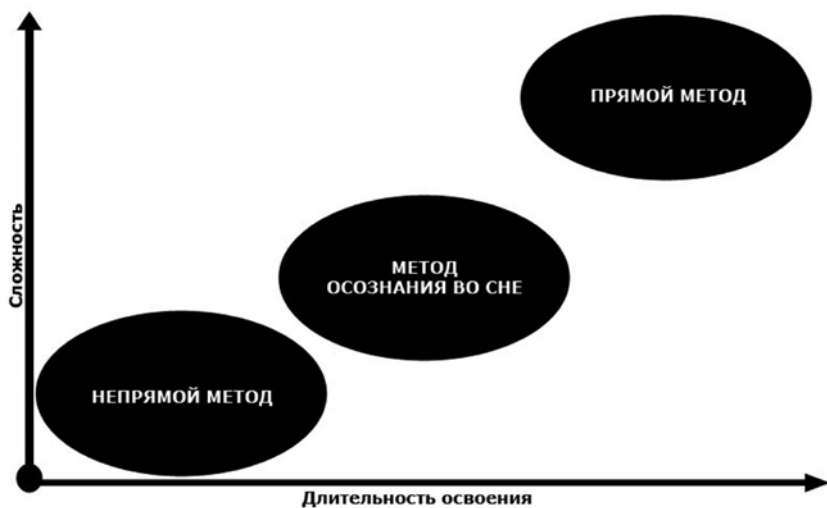 ПРЯМОЙ МЕТОД
МЕТОД
ОСОЗНАНИЯ ВО СНЕ
НЕПРЯМОЙ МЕТОД
Сложность
Длительность освоения